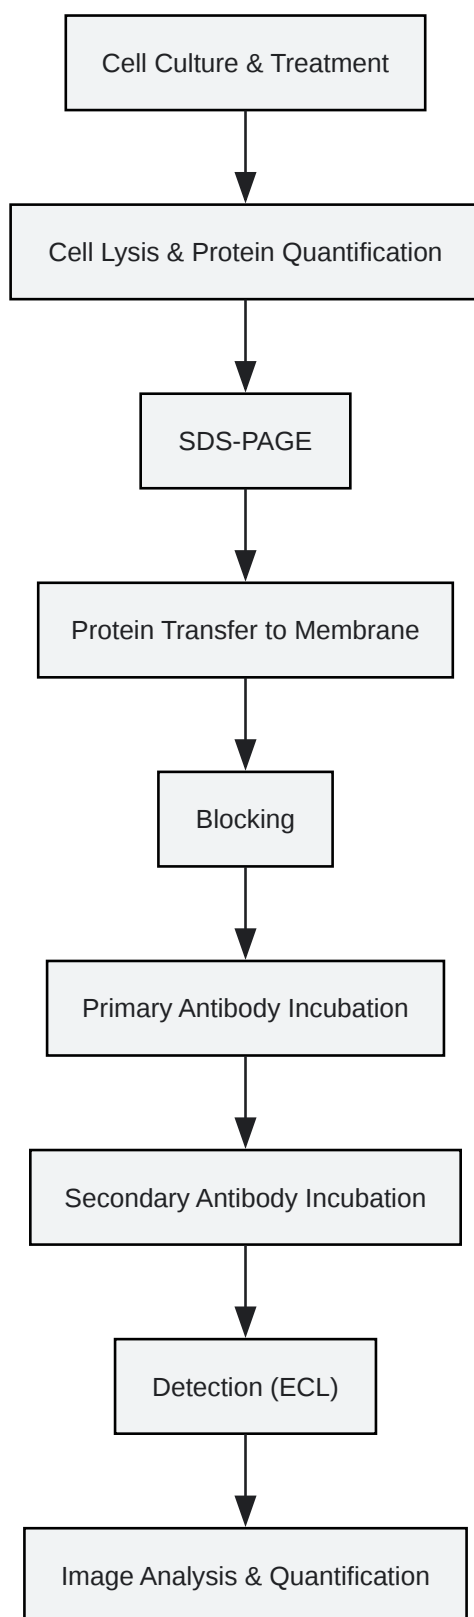 Cell Culture & Treatment
Cell Lysis & Protein Quantification
SDS-PAGE
Protein Transfer to Membrane
Blocking
Primary Antibody Incubation
Secondary Antibody Incubation
Detection (ECL)
Image Analysis & Quantification